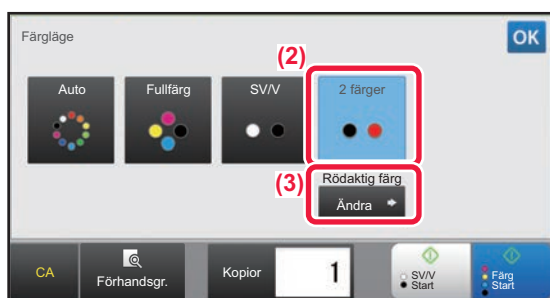 Färgläge
OK
(2)
Auto
Fullfärg
SV/V
2 färger
(3)
Rödaktig färg
Ändra
CA
Förhandsgr.
Kopior
1
SV/V
Start
Färg
Start